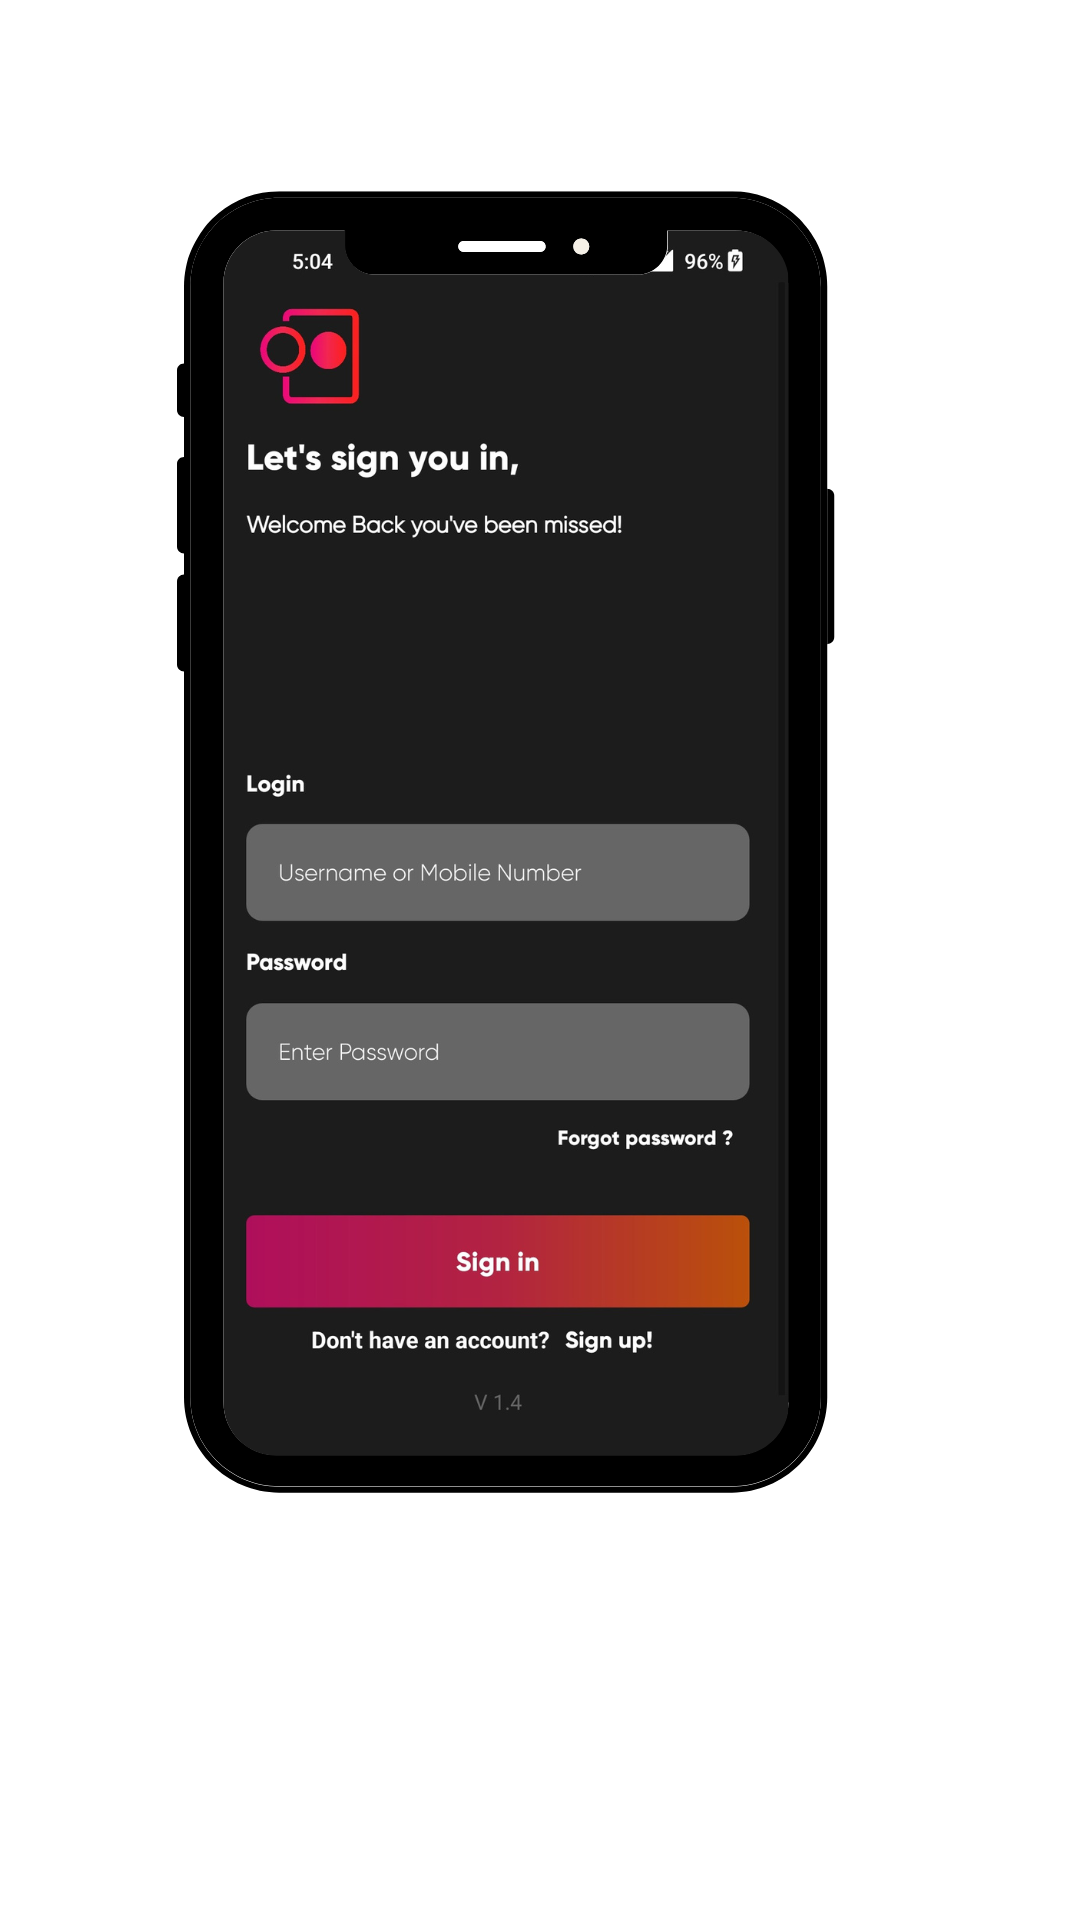 5:04 96%
Let's sign you in,
Welcome Back you've been missed!
Login
Username or Mobile Number
Password
Enter Password
Forgot password ?
Sign in
Don't have an account? Sign up!
V 1.4